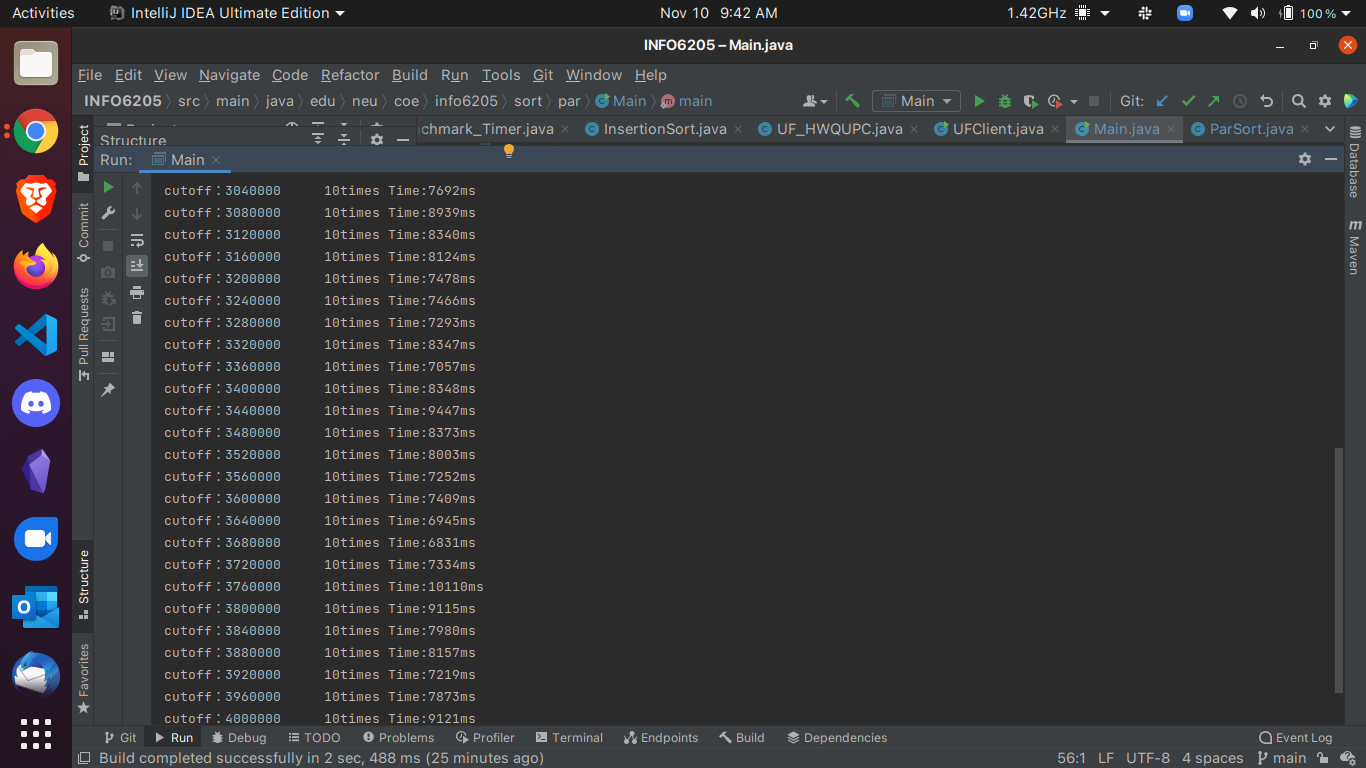 Activities IntelliJ IDEA Ultimate Edition Nov 10 9:42 AM 1.42GHz 100 %
INFO6205 – Main.java
File Edit View Navigate Code Refactor Build Run Tools Git Window Help
INFO6205 src main java edu neu coe info6205 sort par Main main Main Git:
chmark_Timer.java InsertionSort.java UF_HWQUPC.java UFClient.java Main.java ParSort.java
Structure
Run: Main
cutoff：3040000 10times Time:7692ms
cutoff：3080000 10times Time:8939ms
cutoff：3120000 10times Time:8340ms
cutoff：3160000 10times Time:8124ms
cutoff：3200000 10times Time:7478ms
cutoff：3240000 10times Time:7466ms
cutoff：3280000 10times Time:7293ms
cutoff：3320000 10times Time:8347ms
cutoff：3360000 10times Time:7057ms
cutoff：3400000 10times Time:8348ms
cutoff：3440000 10times Time:9447ms
cutoff：3480000 10times Time:8373ms
cutoff：3520000 10times Time:8003ms
cutoff：3560000 10times Time:7252ms
cutoff：3600000 10times Time:7409ms
cutoff：3640000 10times Time:6945ms
cutoff：3680000 10times Time:6831ms
cutoff：3720000 10times Time:7334ms
cutoff：3760000 10times Time:10110ms
cutoff：3800000 10times Time:9115ms
cutoff：3840000 10times Time:7980ms
cutoff：3880000 10times Time:8157ms
cutoff：3920000 10times Time:7219ms
cutoff：3960000 10times Time:7873ms
cutoff：4000000 10times Time:9121ms
Project
Commit
Pull Requests
Structure
Favorites
Database
Maven
Git Run Debug TODO Problems Profiler Terminal Endpoints Build Dependencies Event Log
Build completed successfully in 2 sec, 488 ms (25 minutes ago) 56:1 LF UTF-8 4 spaces main